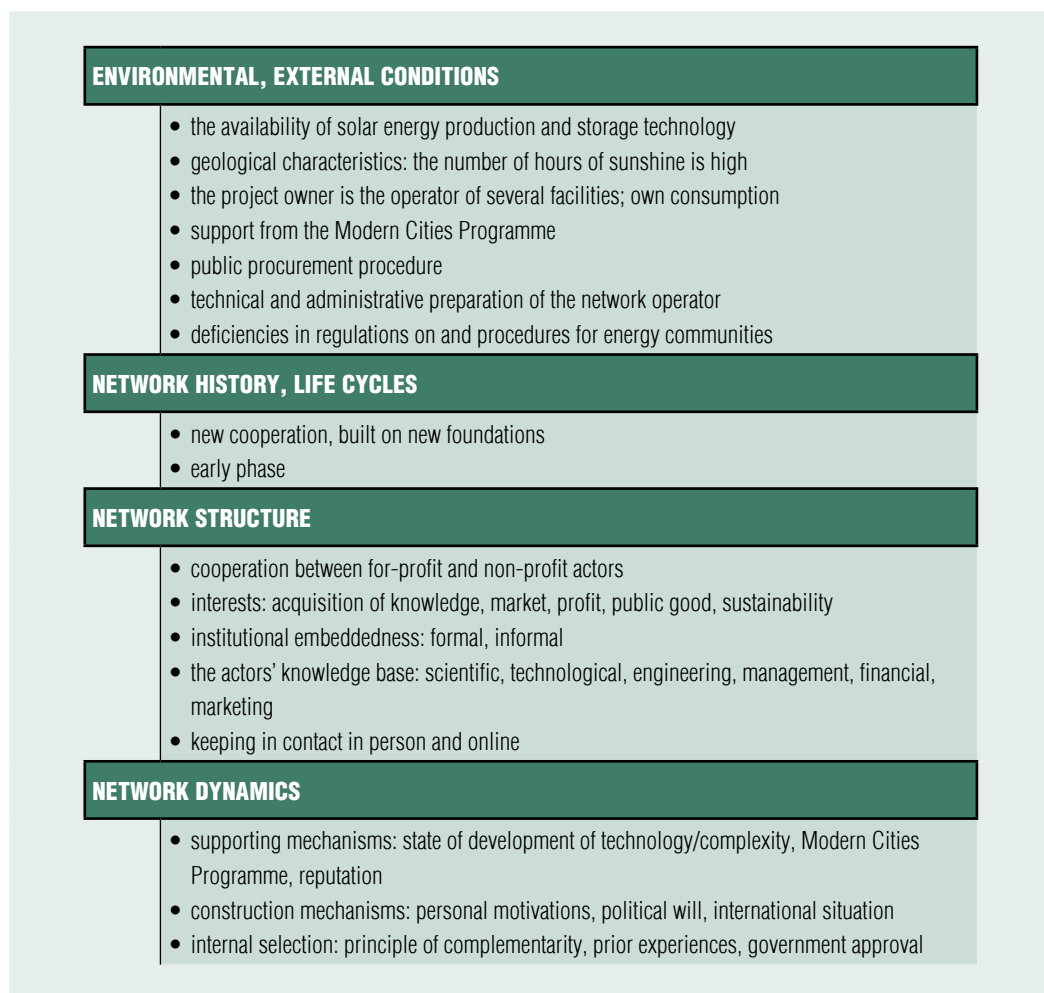 ENVIRONMENTAL, EXTERNAL CONDITIONS
• the availability of solar energy production and storage technology
• geological characteristics: the number of hours of sunshine is high
• the project owner is the operator of several facilities; own consumption
• support from the Modern Cities Programme
• public procurement procedure
• technical and administrative preparation of the network operator
• deficiencies in regulations on and procedures for energy communities
NETWORK HISTORY, LIFE CYCLES
• new cooperation, built on new foundations
• early phase
NETWORK STRUCTURE
• cooperation between for-profit and non-profit actors
• interests: acquisition of knowledge, market, profit, public good, sustainability
• institutional embeddedness: formal, informal
• the actors’ knowledge base: scientific, technological, engineering, management, financial,
marketing
• keeping in contact in person and online
NETWORK DYNAMICS
• supporting mechanisms: state of development of technology/complexity, Modern Cities
Programme, reputation
• construction mechanisms: personal motivations, political will, international situation
• internal selection: principle of complementarity, prior experiences, government approval